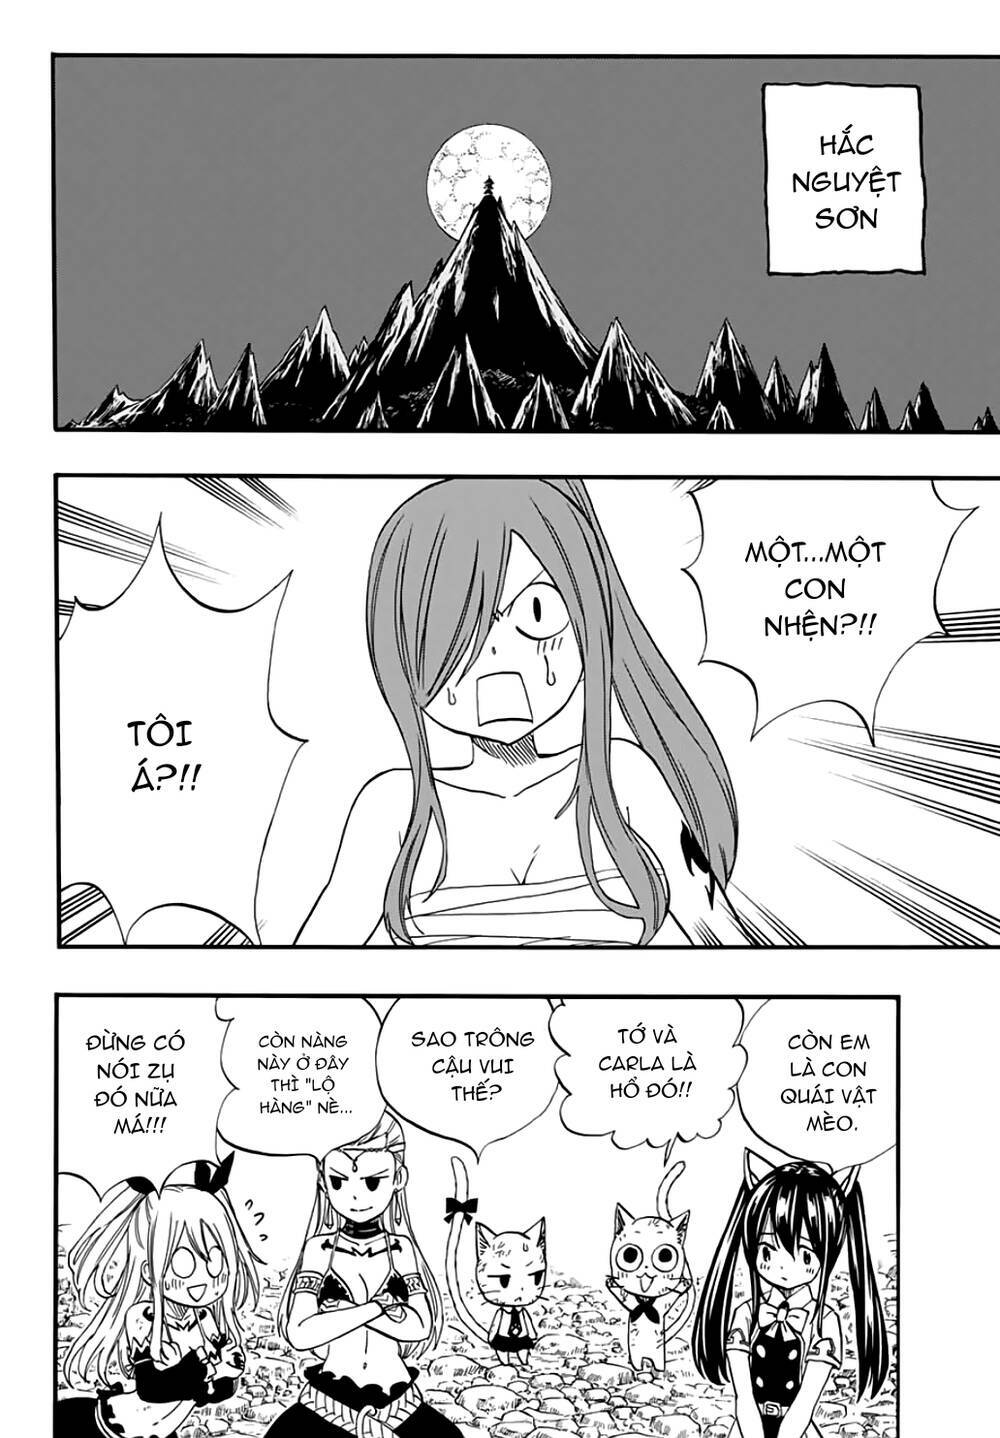 HẮC
NGUYỆT
SƠN
MỘT...MỘT
CON
NHỆN?!!
TÔI
Á?!!
CÒN EM
LÀ CON
QUÁI VẬT
MÈO.
TỚ VÀ
CARLA LÀ
HỔ ĐÓ!!
SAO TRÔNG
CẬU VUI
THẾ?
CÒN NÀNG
NÀY Ở ĐÂY
THÌ "LỘ
HÀNG" NÈ...
ĐỪNG CÓ
NÓI ZỤ
ĐÓ NỮA
MÁ!!!